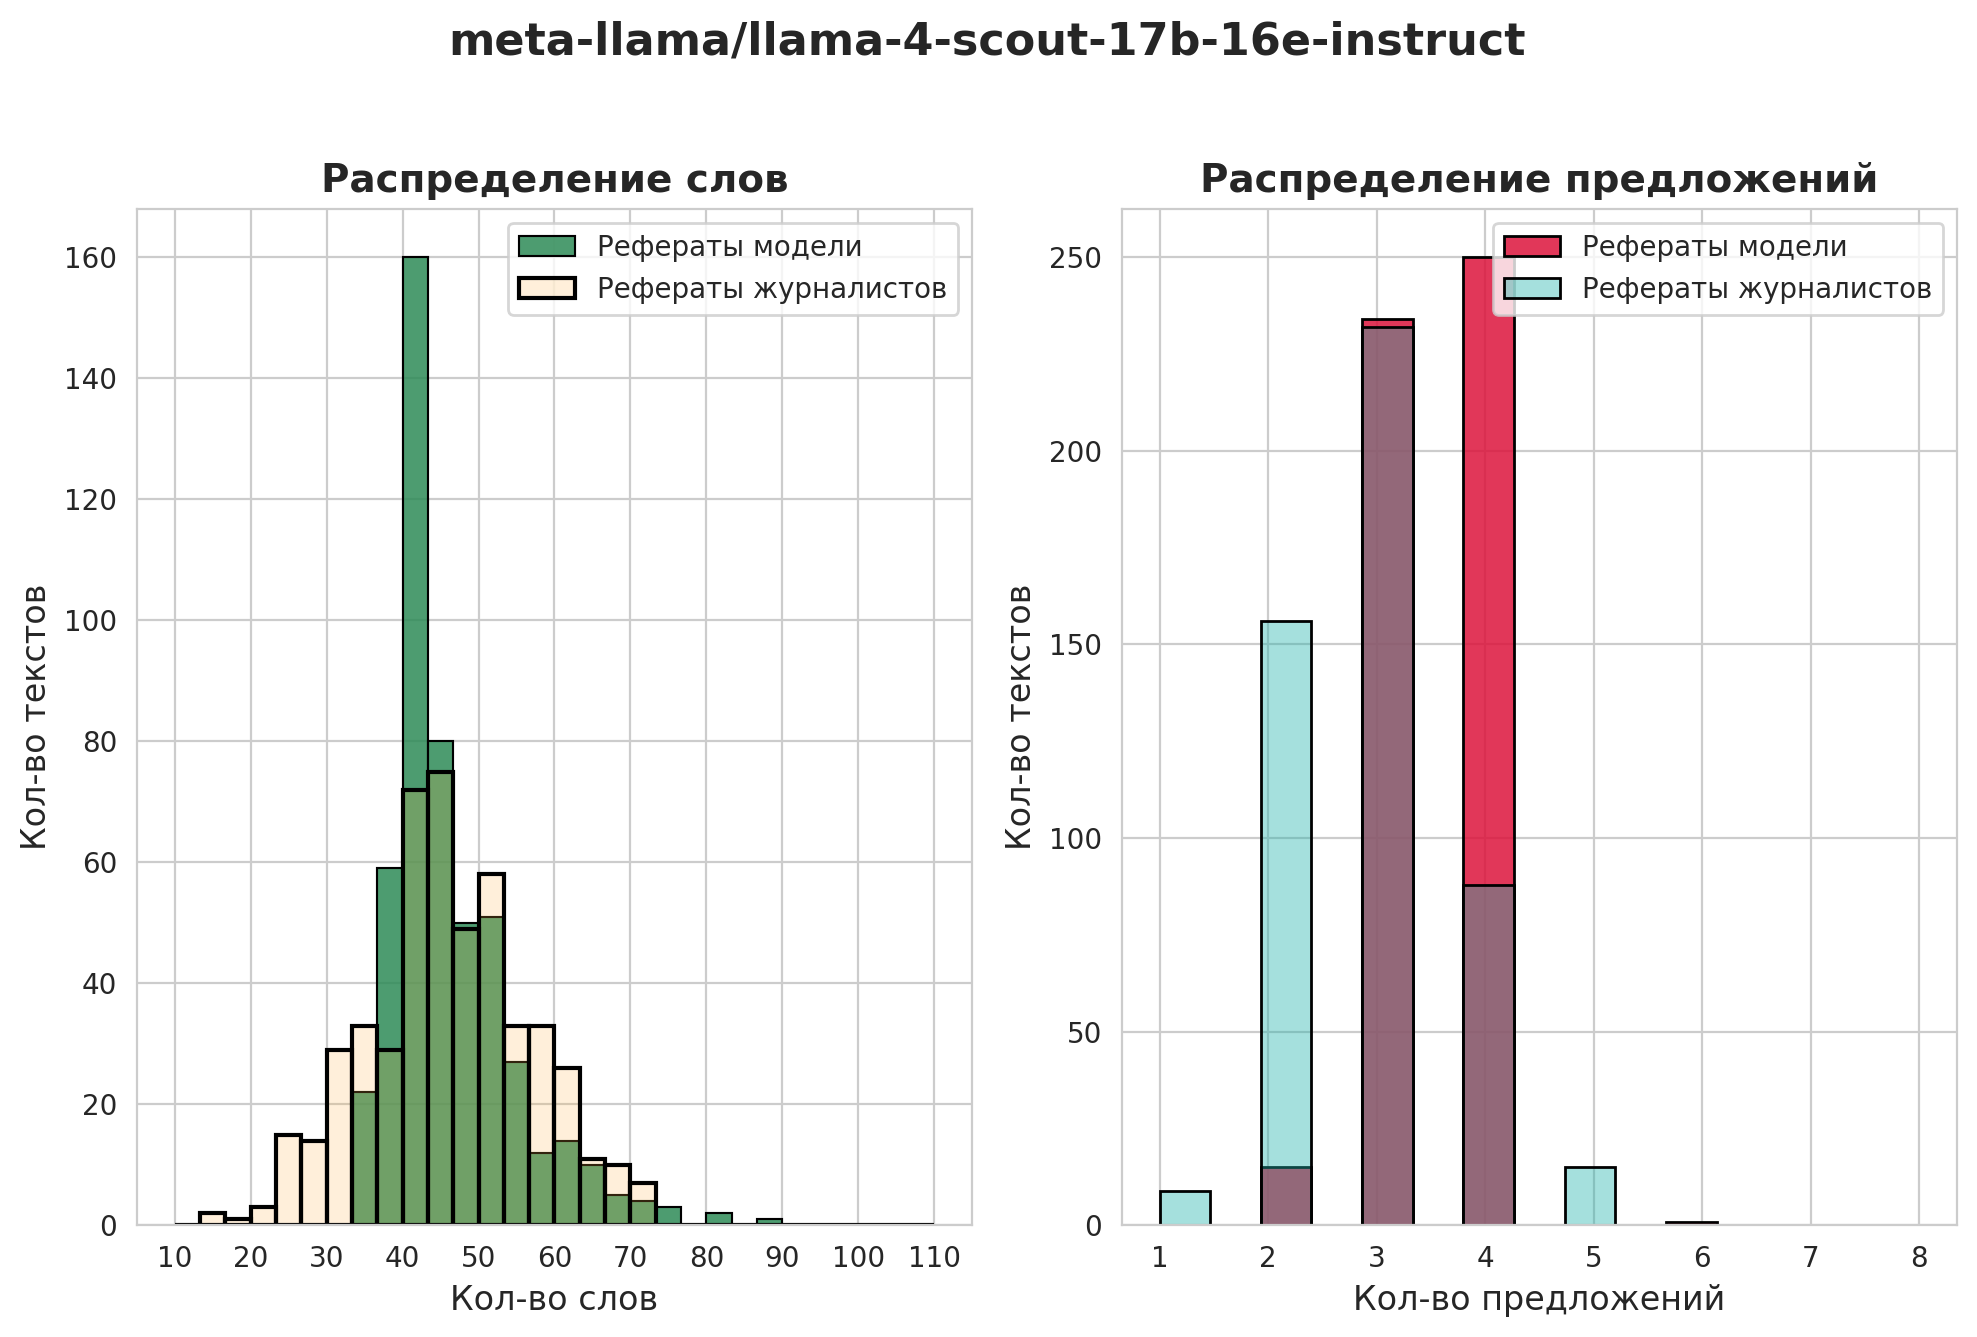 meta-llama/llama-4-scout-17b-16e-instruct
Распределение слов
Рефераты модели
Рефераты журналистов
160
140
120
100
80
60
40
20
0
Кол-во текстов
10 20 30 40 50 60 70 80 90 100 110
Кол-во слов
Распределение предложений
Рефераты модели
Рефераты журналистов
250
200
150
100
50
0
Кол-во текстов
1 2 3 4 5 6 7 8
Кол-во предложений